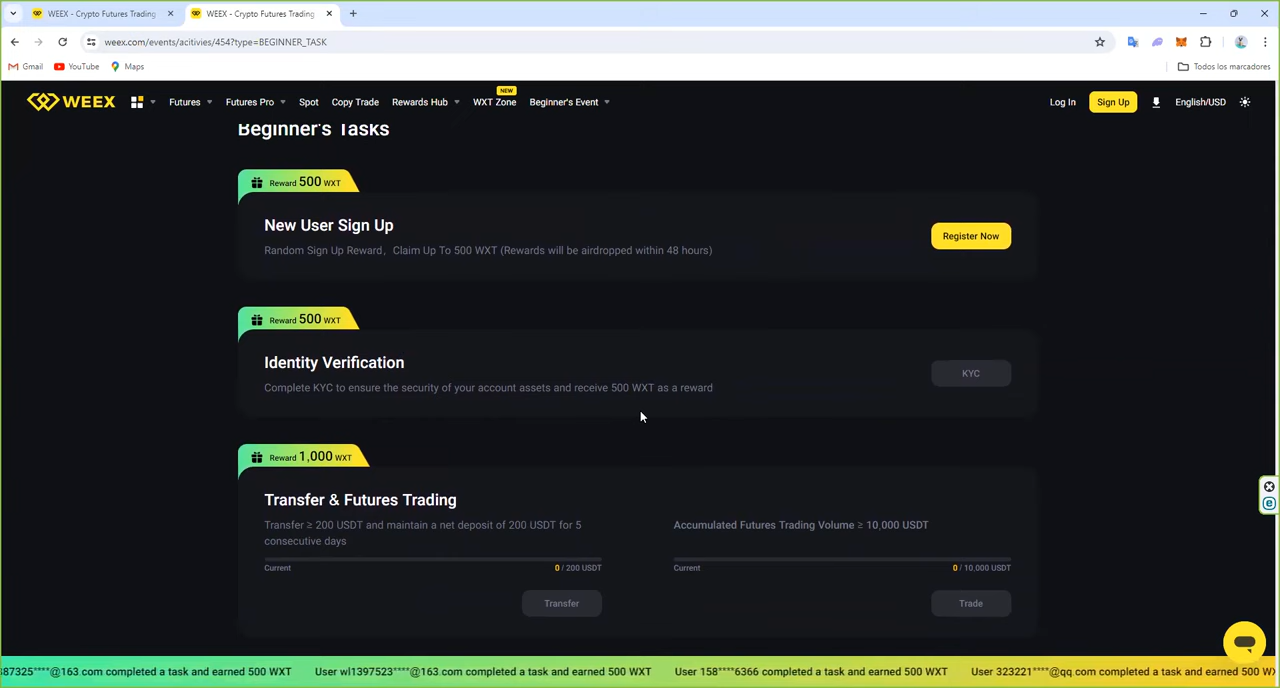 WEEX - Crypto Futures Trading
WEEX - Crypto Futures Trading
weex.com/events/acitivies/454?type=BEGINNER_TASK
Gmail
YouTube
Maps
Todos los marcadores
WEEX
Futures
Futures Pro
Spot
Copy Trade
Rewards Hub
NEW
WXT Zone
Beginner's Event
Log In
Sign Up
English/USD
Beginner's Tasks
Reward 500 WXT
New User Sign Up
Random Sign Up Reward, Claim Up To 500 WXT (Rewards will be airdropped within 48 hours)
Register Now
Reward 500 WXT
Identity Verification
Complete KYC to ensure the security of your account assets and receive 500 WXT as a reward
KYC
Reward 1,000 WXT
Transfer & Futures Trading
Transfer ≥ 200 USDT and maintain a net deposit of 200 USDT for 5
consecutive days
Current
0 / 200 USDT
Transfer
Accumulated Futures Trading Volume ≥ 10,000 USDT
Current
0 / 10,000 USDT
Trade
87325****@163.com completed a task and earned 500 WXT
User wl1397523****@163.com completed a task and earned 500 WXT
User 158****6366 completed a task and earned 500 WXT
User 323221****@qq.com completed a task and earned 500